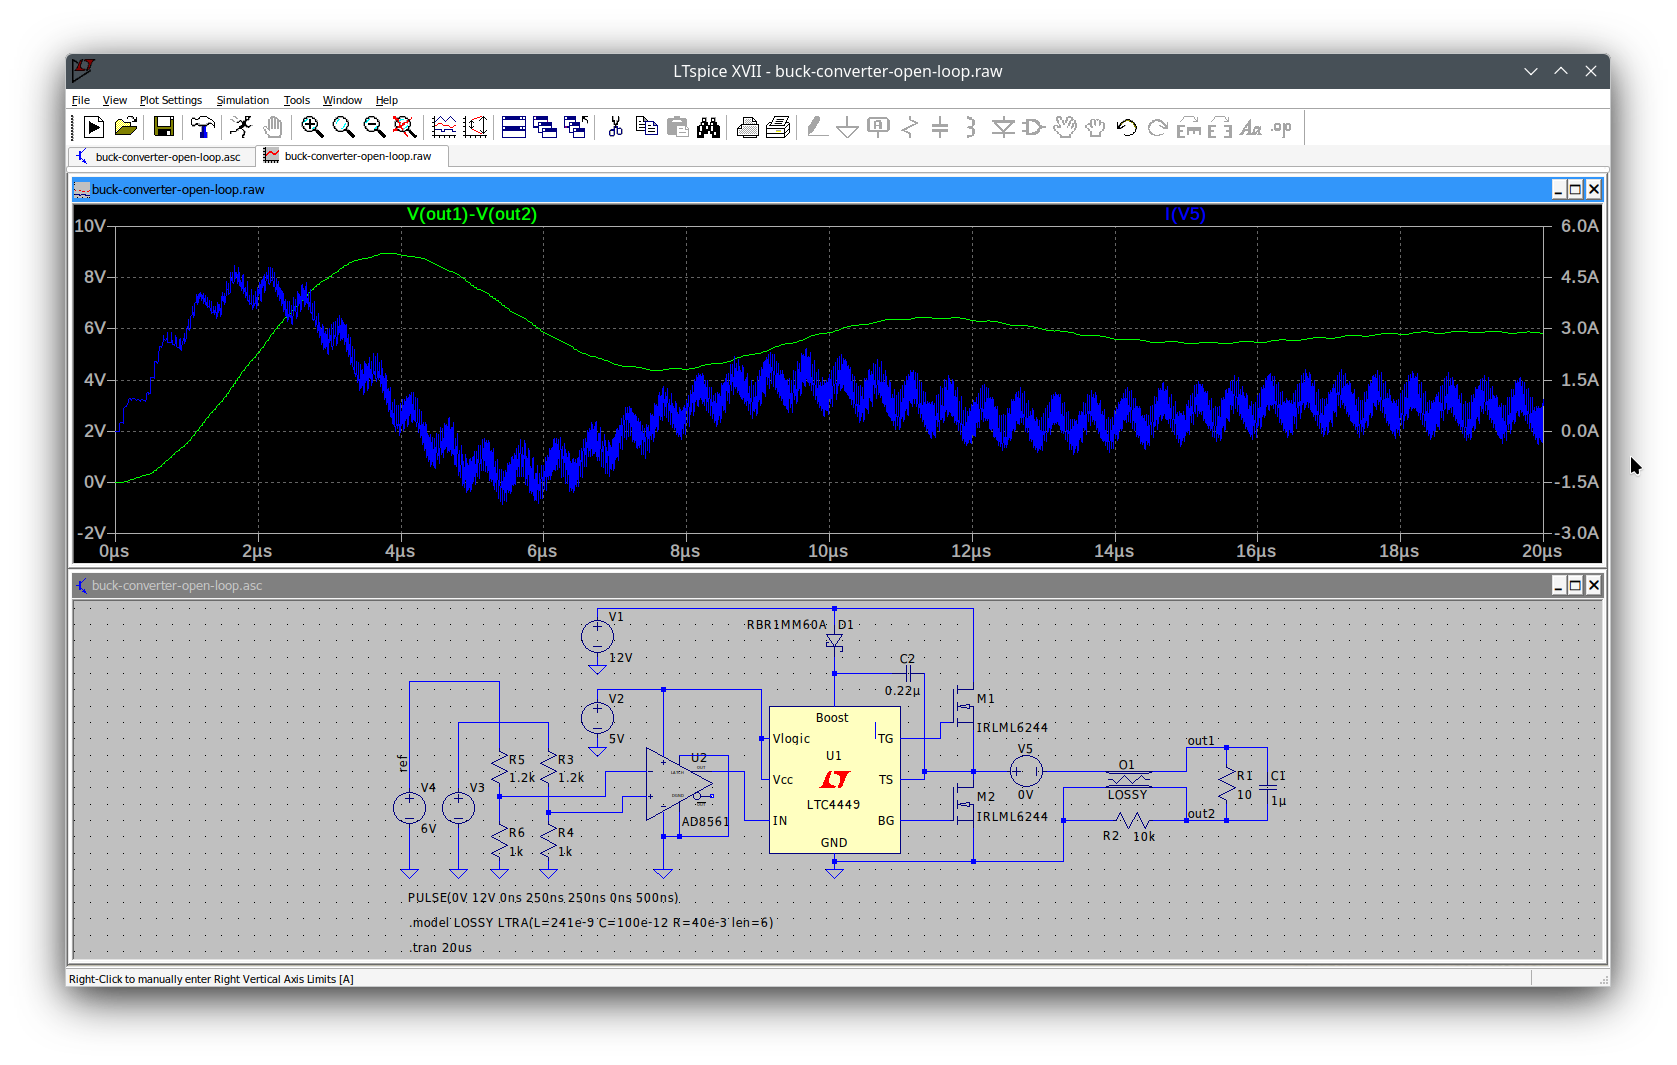 LTspice XVII - buck-converter-open-loop.raw
File View Plot Settings Simulation Tools Window Help
buck-converter-open-loop.asc buck-converter-open-loop.raw
buck-converter-open-loop.raw
V(out1)-V(out2) I(V5)
10V 6.0A
8V 4.5A
6V 3.0A
4V 1.5A
2V 0.0A
0V -1.5A
-2V -3.0A
0µs 2µs 4µs 6µs 8µs 10µs 12µs 14µs 16µs 18µs 20µs
buck-converter-open-loop.asc
V1
12V
RBR1MM60A D1
C2
0.22µ
V2
5V
Boost
M1
IRLML6244
Vlogic
TG
U1
V5
0V
out1
ref
R5
1.2k
R3
1.2k
U2
Vcc
TS
O1
LOSSY
R1
10
C1
1µ
V4
6V
V3
LTC4449
M2
IRLML6244
AD8561
IN
BG
out2
R6
1k
R4
1k
GND
R2 10k
PULSE(0V 12V 0ns 250ns 250ns 0ns 500ns)
.model LOSSY LTRA(L=241e-9 C=100e-12 R=40e-3 len=6)
.tran 20us
Right-Click to manually enter Right Vertical Axis Limits [A]